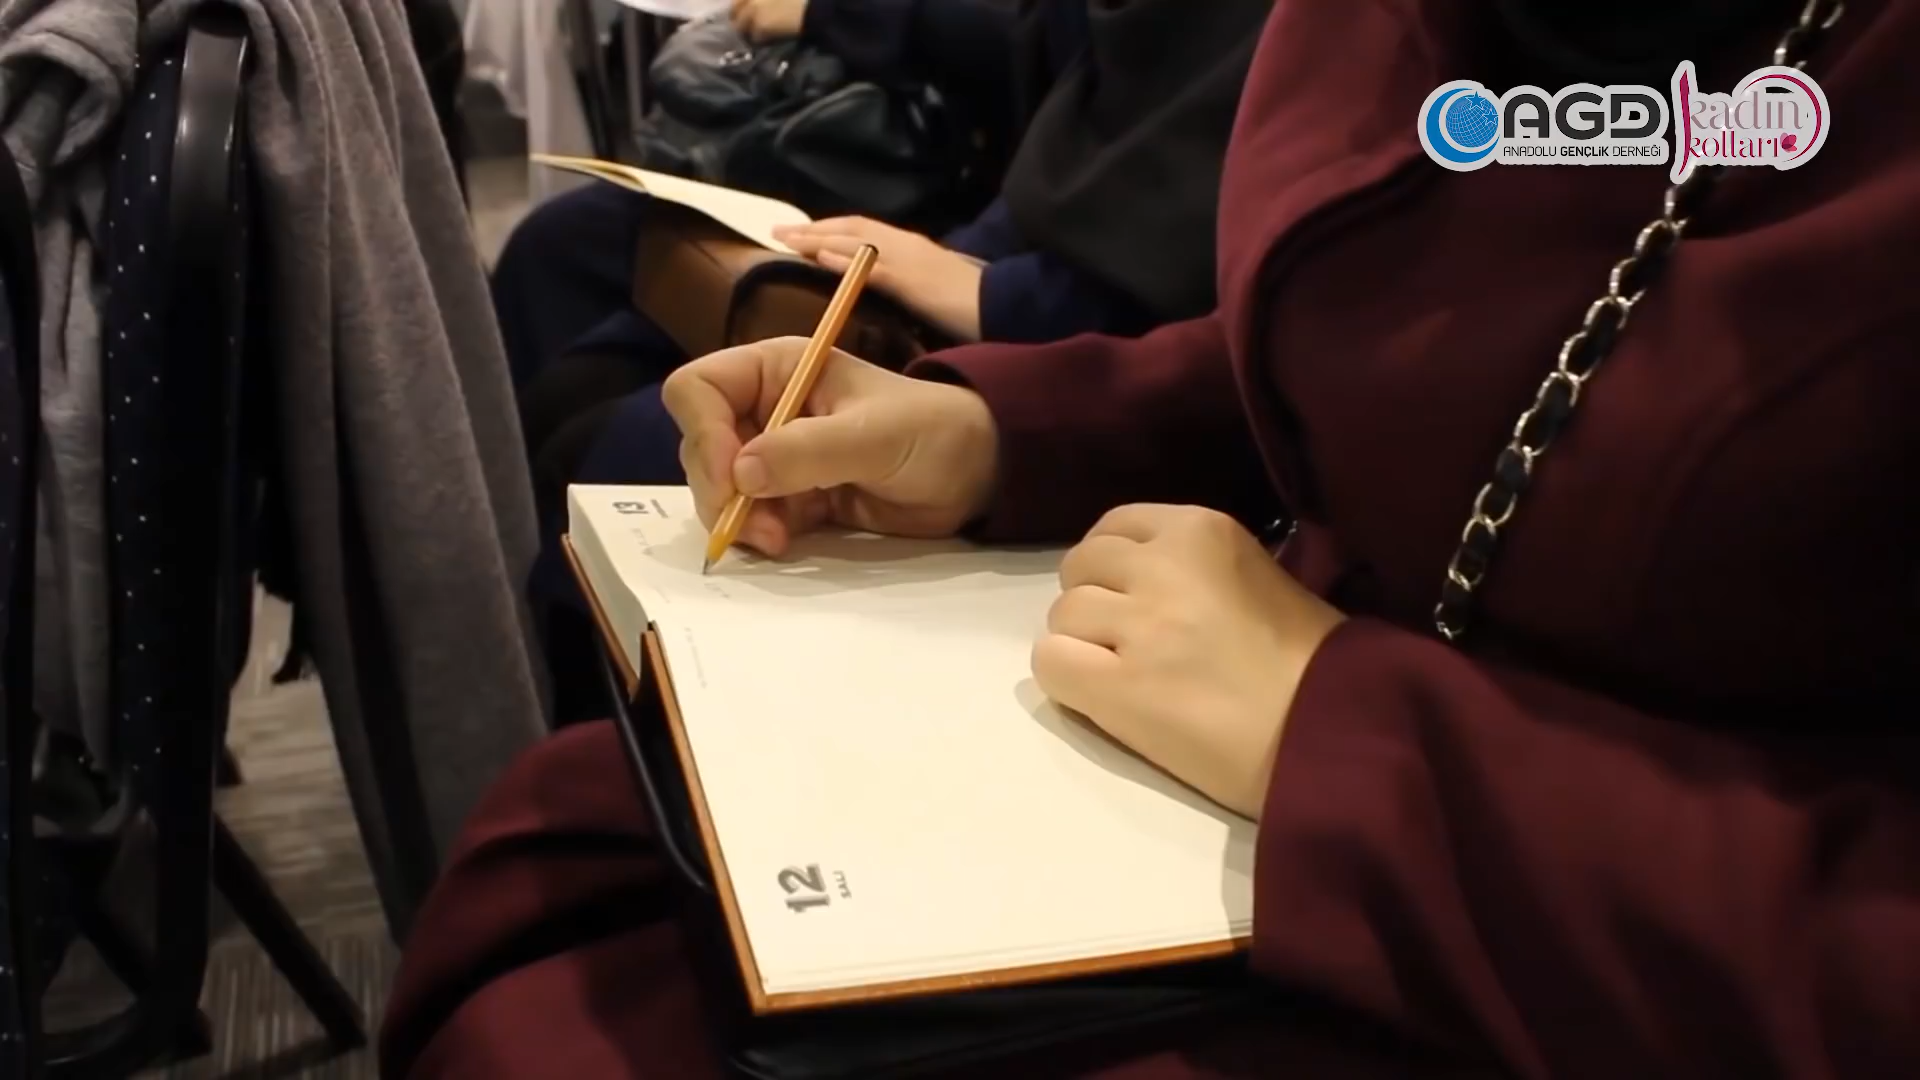 AGD
ANADOLU GENÇLİK DERNEĞİ
kadın
kolları
13
12
SALI